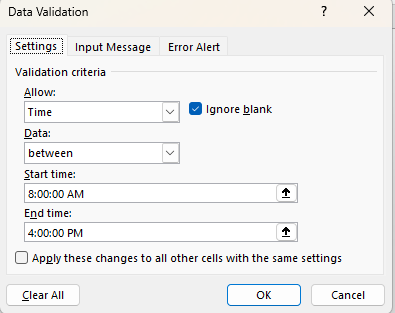 Data Validation ?
Settings Input Message Error Alert
Validation criteria
Allow:
Time Ignore blank
Data:
between
Start time:
8:00:00 AM
End time:
4:00:00 PM
Apply these changes to all other cells with the same settings
Clear All OK Cancel